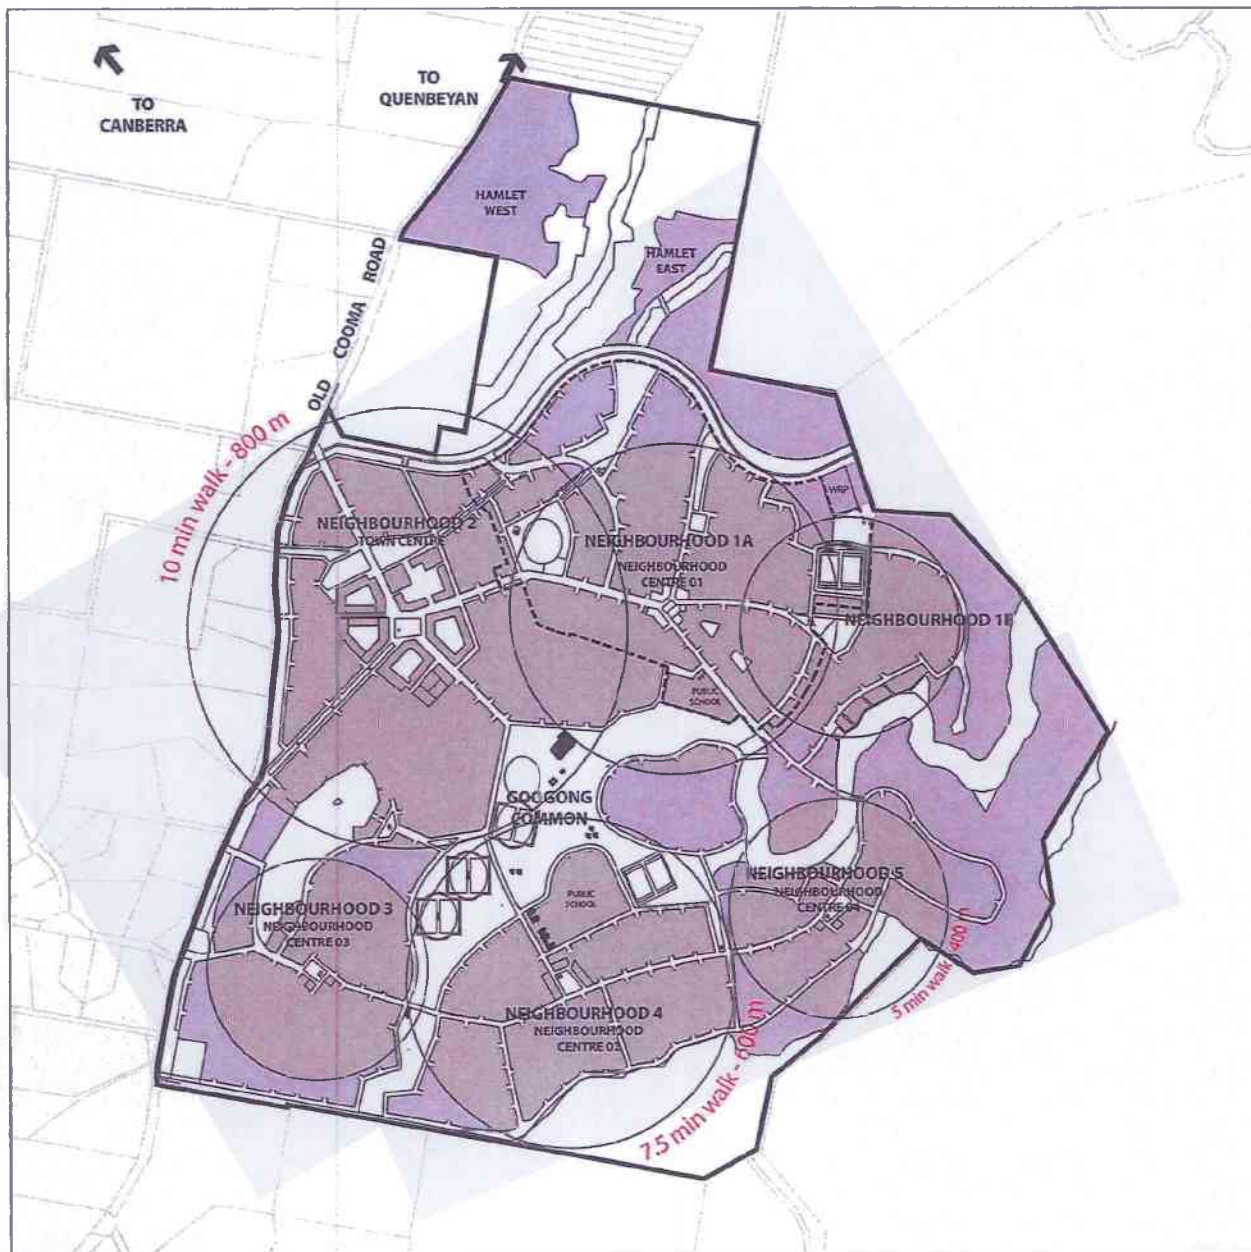 TO
CANBERRA
TO
QUENBEYAN
HAMLET
WEST
HAMLET
EAST
OLD COOMA ROAD
10 min walk - 800 m
WRP
NEIGHBOURHOOD 2
TOWN CENTRE
NEIGHBOURHOOD 1A
NEIGHBOURHOOD
CENTRE 01
NEIGHBOURHOOD 1B
PUBLIC
SCHOOL
GOOGONG
COMMON
PUBLIC
SCHOOL
NEIGHBOURHOOD 5
NEIGHBOURHOOD
CENTRE 04
NEIGHBOURHOOD 3
NEIGHBOURHOOD
CENTRE 03
5 min walk - 400 m
NEIGHBOURHOOD 4
NEIGHBOURHOOD
CENTRE 02
7.5 min walk - 600 m